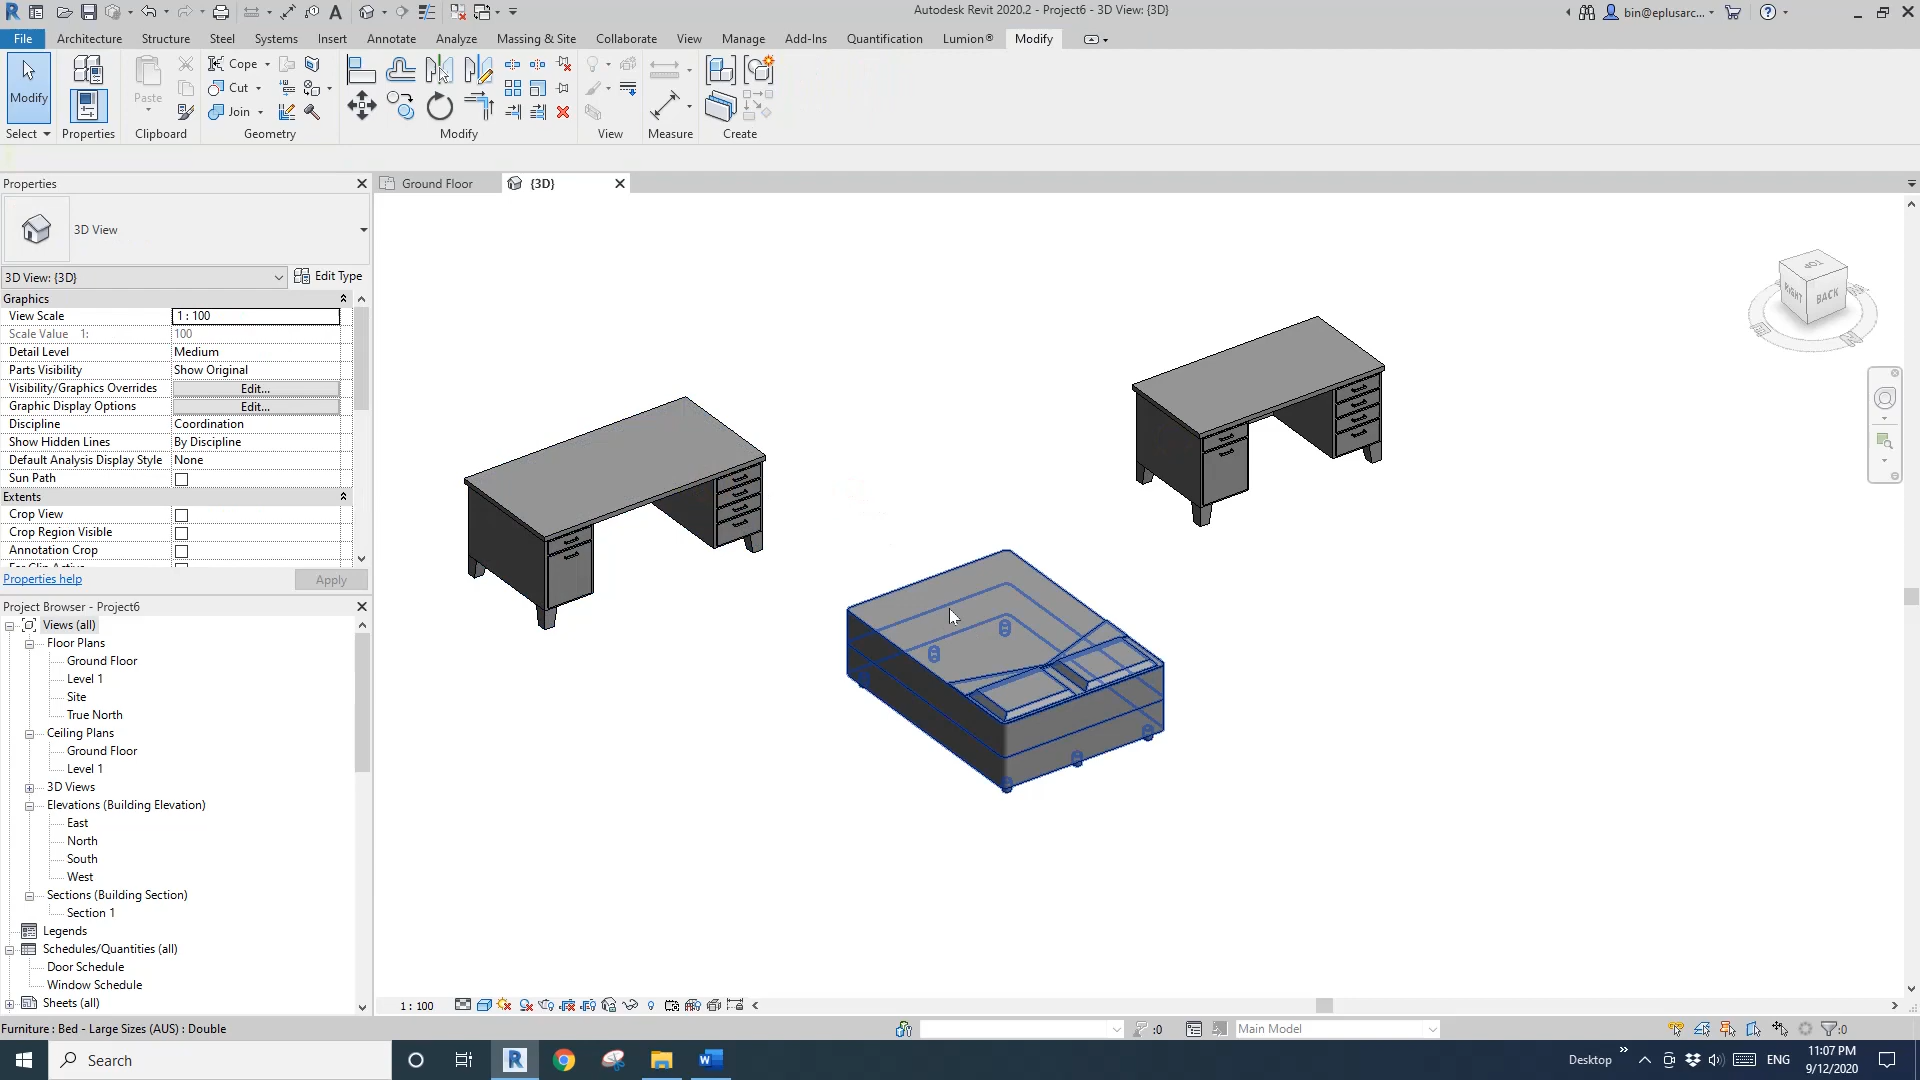 Autodesk Revit 2020.2 - Project6 - 3D View: {3D}
bin@eplusarc...
File Architecture Structure Steel Systems Insert Annotate Analyze Massing & Site Collaborate View Manage Add-Ins Quantification Lumion® Modify
Modify
Paste
Cope
Cut
Join
Select Properties Clipboard Geometry Modify View Measure Create
Properties
Ground Floor
{3D}
3D View
3D View: {3D}
Edit Type
Graphics
View Scale 1 : 100
Scale Value 1: 100
Detail Level Medium
Parts Visibility Show Original
Visibility/Graphics Overrides Edit...
Graphic Display Options Edit...
Discipline Coordination
Show Hidden Lines By Discipline
Default Analysis Display Style None
Sun Path
Extents
Crop View
Crop Region Visible
Annotation Crop
Properties help
Apply
Project Browser - Project6
Views (all)
Floor Plans
Ground Floor
Level 1
Site
True North
Ceiling Plans
Ground Floor
Level 1
3D Views
Elevations (Building Elevation)
East
North
South
West
Sections (Building Section)
Section 1
Legends
Schedules/Quantities (all)
Door Schedule
Window Schedule
Sheets (all)
TOP
RIGHT
BACK
1 : 100
Furniture : Bed - Large Sizes (AUS) : Double
:0
Main Model
:0
Search
Desktop
ENG
11:07 PM
9/12/2020